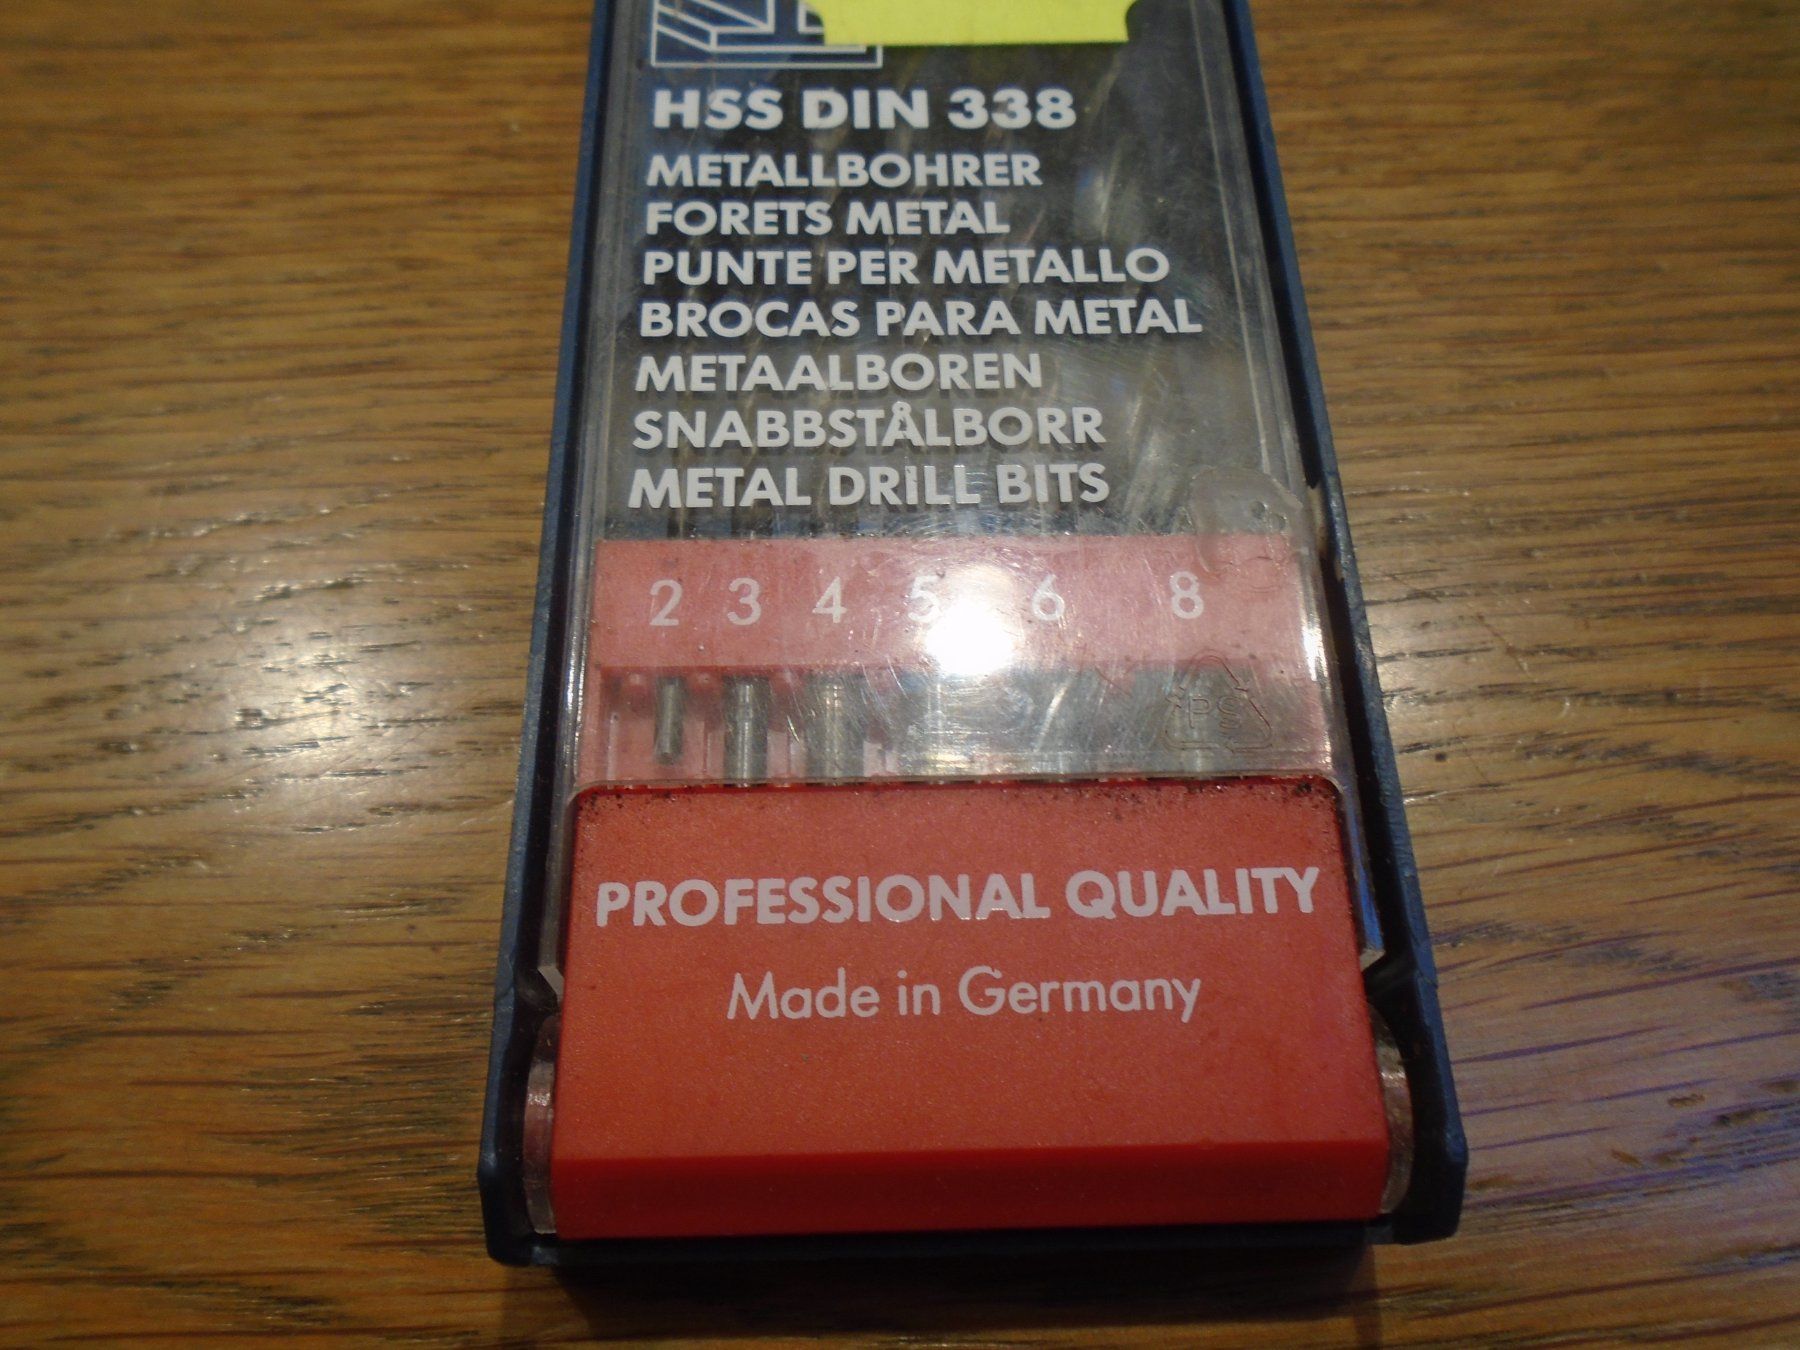 HSS DIN 338
METALLBOHRER
FORETS METAL
PUNTE PER METALLO
BROCAS PARA METAL
METAALBOREN
SNABBSTÅLBORR
METAL DRILL BITS
2 3 4 5 6 8
PS
PROFESSIONAL QUALITY
Made in Germany